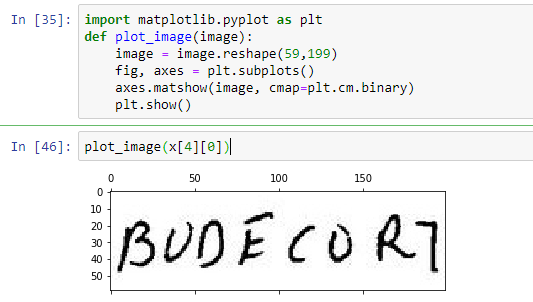 In [35]: import matplotlib.pyplot as plt
def plot_image(image):
    image = image.reshape(59,199)
    fig, axes = plt.subplots()
    axes.matshow(image, cmap=plt.cm.binary)
    plt.show()
In [46]: plot_image(x[4][0])
0 50 100 150
0
10
20
30
40
50
BUDECORT